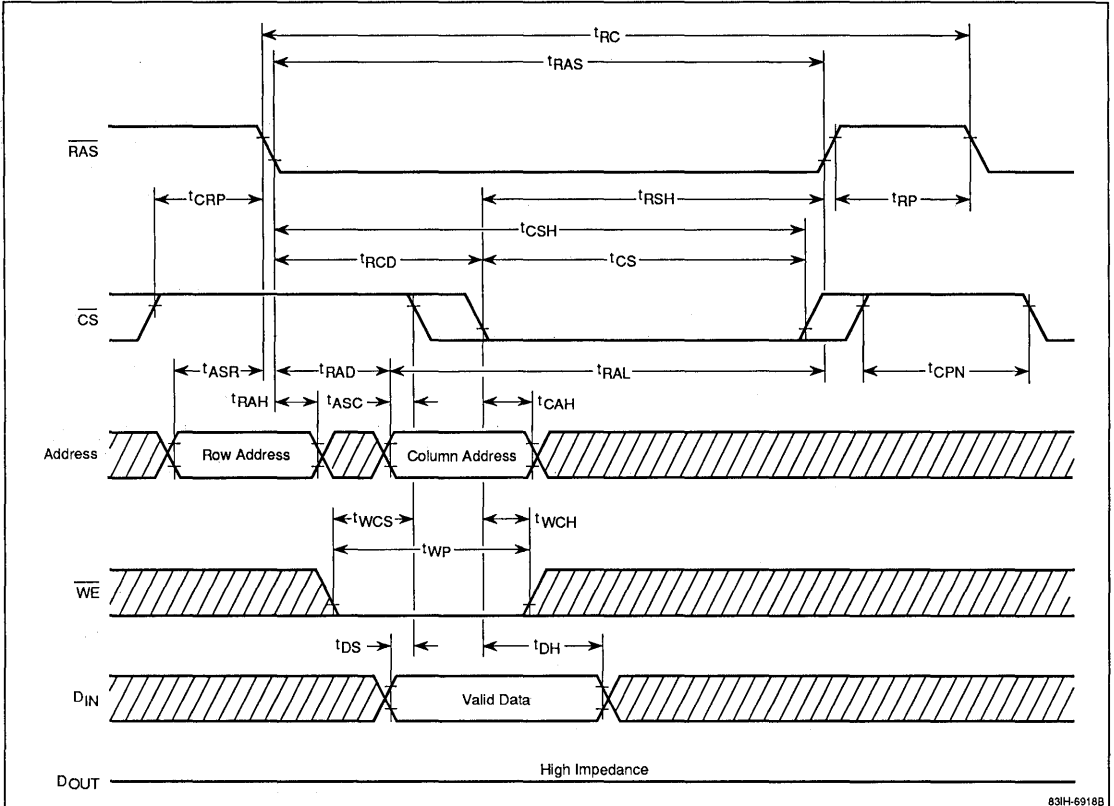 tRC
tRAS
RAS
tCRP
tRSH
tRP
tCSH
tRCD
tCS
CS
tASR
tRAD
tRAL
tCPN
tRAH
tASC
tCAH
Address
Row Address
Column Address
tWCS
tWCH
tWP
WE
tDS
tDH
DIN
Valid Data
High Impedance
DOUT
83IH-6918B